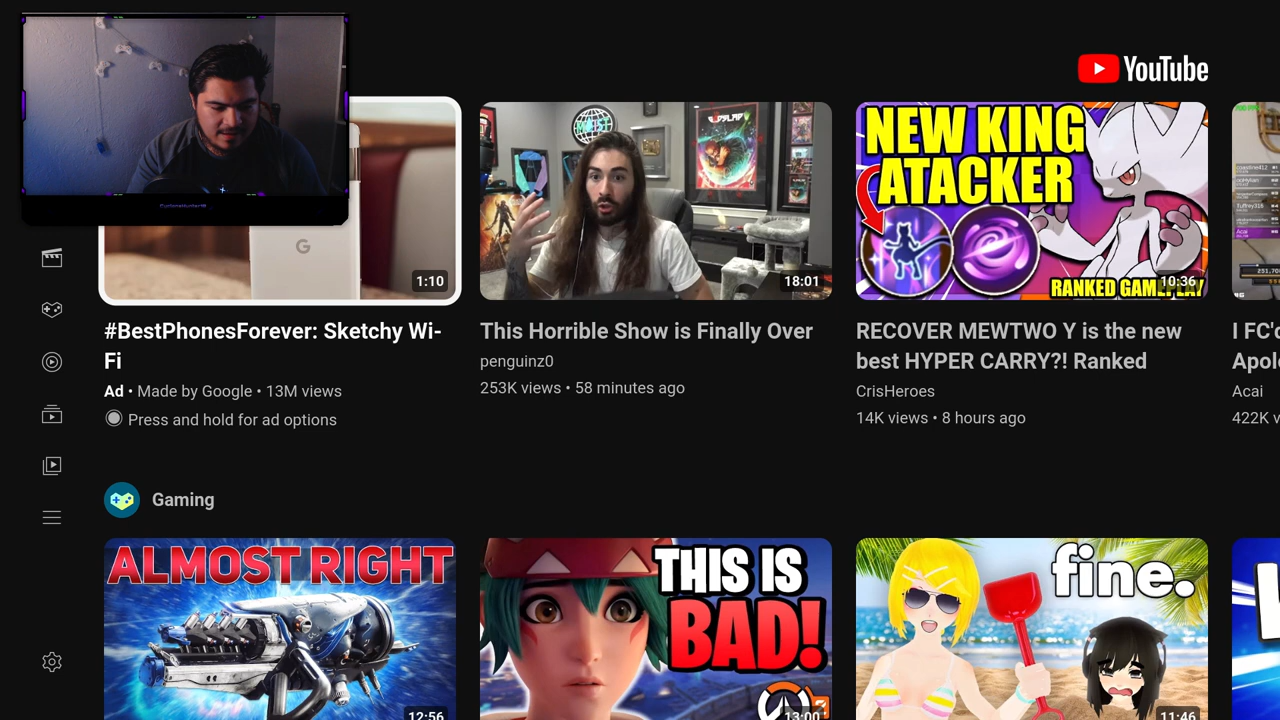 YouTube
NEW KING
ATACKER
RANKED GAMEPLAY
G
1:10
18:01
10:36
#BestPhonesForever: Sketchy Wi-
Fi
Ad • Made by Google • 13M views
Press and hold for ad options
This Horrible Show is Finally Over
penguinz0
253K views • 58 minutes ago
RECOVER MEWTWO Y is the new
best HYPER CARRY?! Ranked
CrisHeroes
14K views • 8 hours ago
I FC'd
Apol
Acai
422K v
Gaming
ALMOST RIGHT
12:56
THIS IS
BAD!
13:00
fine.
11:46